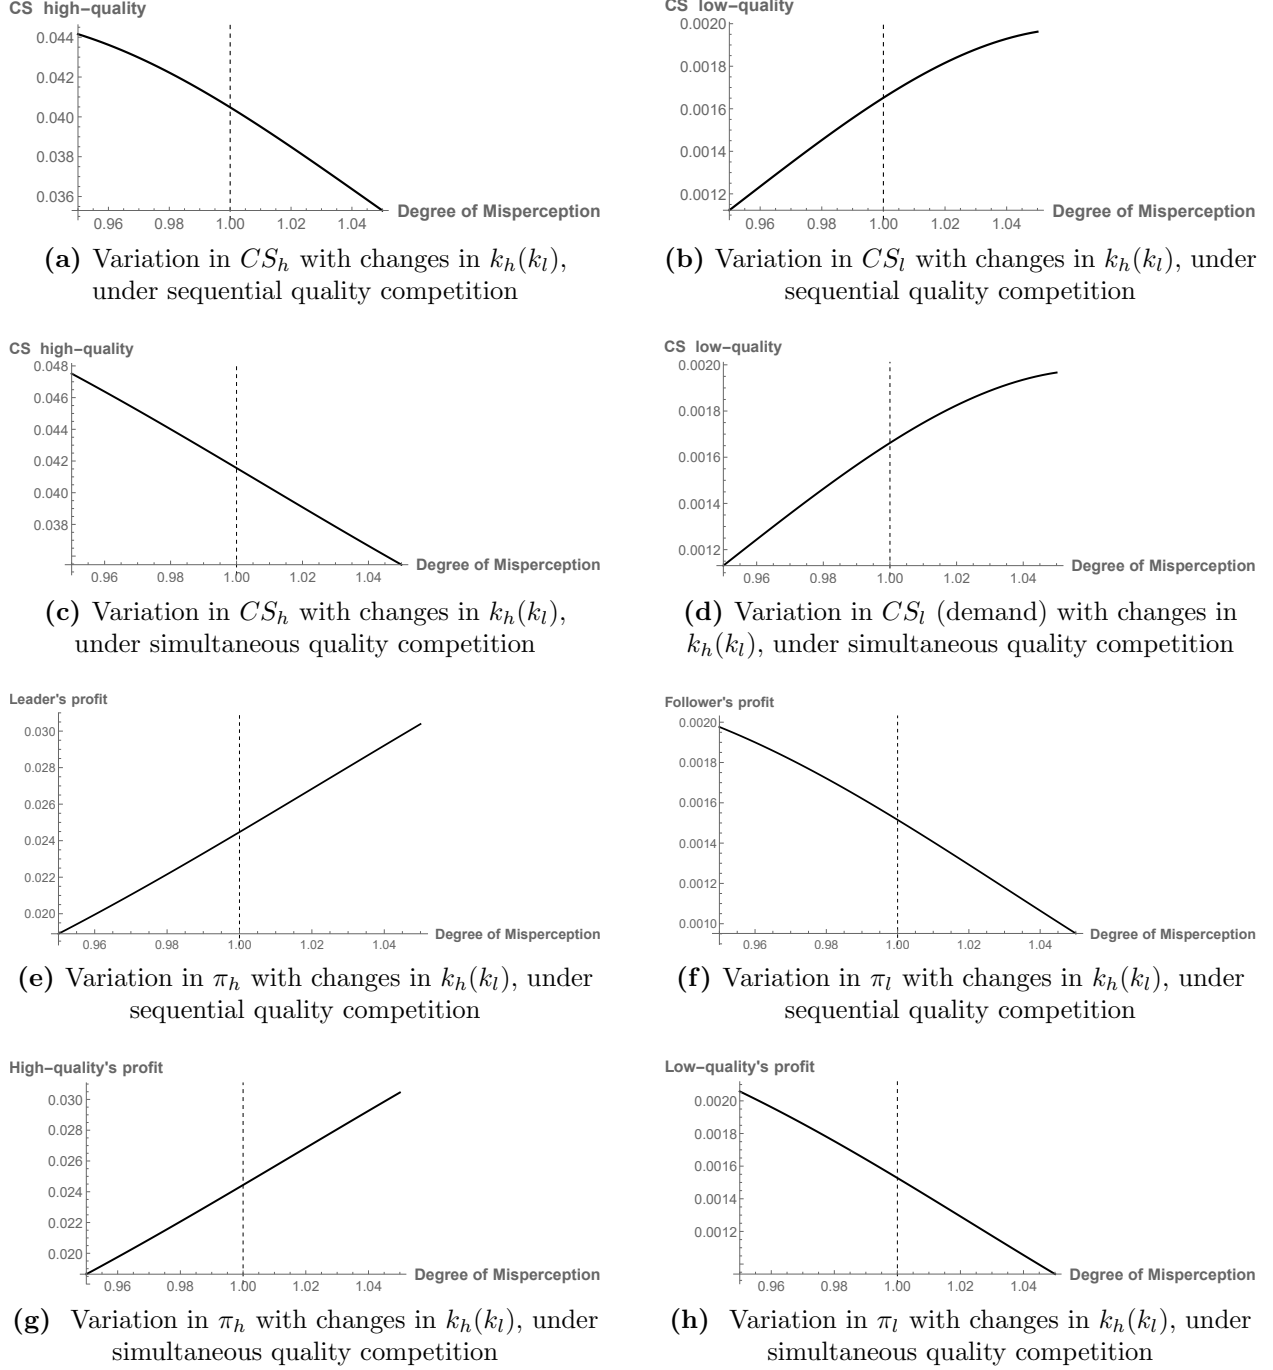 CS high-quality
0.044
0.042
0.040
0.038
0.036
0.96 0.98 1.00 1.02 1.04
Degree of Misperception
(a) Variation in CS_h with changes in k_h(k_l),
under sequential quality competition
CS low-quality
0.0020
0.0018
0.0016
0.0014
0.0012
0.96 0.98 1.00 1.02 1.04
Degree of Misperception
(b) Variation in CS_l with changes in k_h(k_l), under
sequential quality competition
CS high-quality
0.048
0.046
0.044
0.042
0.040
0.038
0.96 0.98 1.00 1.02 1.04
Degree of Misperception
(c) Variation in CS_h with changes in k_h(k_l),
under simultaneous quality competition
CS low-quality
0.0020
0.0018
0.0016
0.0014
0.0012
0.96 0.98 1.00 1.02 1.04
Degree of Misperception
(d) Variation in CS_l (demand) with changes in
k_h(k_l), under simultaneous quality competition
Leader's profit
0.030
0.028
0.026
0.024
0.022
0.020
0.96 0.98 1.00 1.02 1.04
Degree of Misperception
(e) Variation in π_h with changes in k_h(k_l), under
sequential quality competition
Follower's profit
0.0020
0.0018
0.0016
0.0014
0.0012
0.0010
0.96 0.98 1.00 1.02 1.04
Degree of Misperception
(f) Variation in π_l with changes in k_h(k_l), under
sequential quality competition
High-quality's profit
0.030
0.028
0.026
0.024
0.022
0.020
0.96 0.98 1.00 1.02 1.04
Degree of Misperception
(g) Variation in π_h with changes in k_h(k_l), under
simultaneous quality competition
Low-quality's profit
0.0020
0.0018
0.0016
0.0014
0.0012
0.96 0.98 1.00 1.02 1.04
Degree of Misperception
(h) Variation in π_l with changes in k_h(k_l), under
simultaneous quality competition